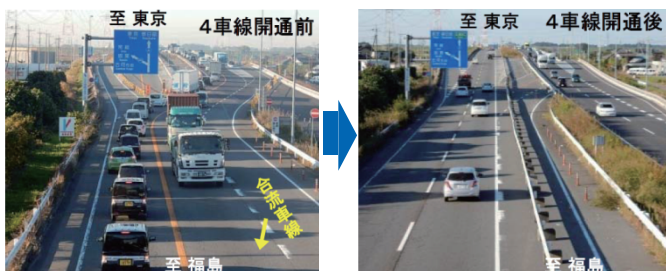 至 東京
4車線開通前
合流車線
至 福島
至 東京
4車線開通後
至 福島